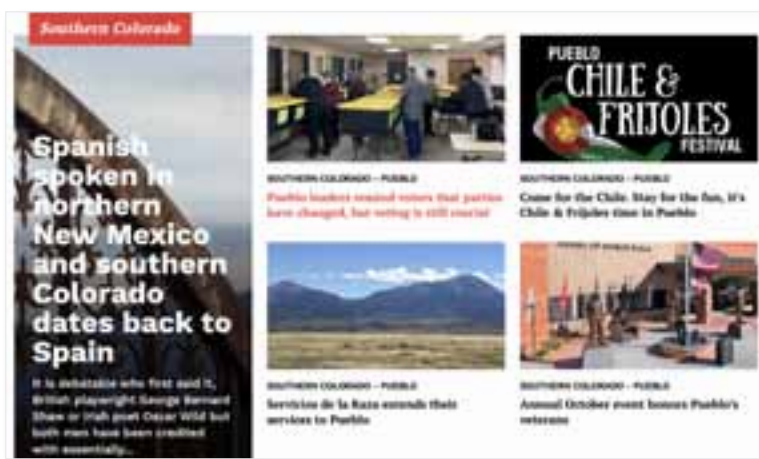 Southern Colorado
Spanish
spoken in
northern
New Mexico
and southern
Colorado
dates back to
Spain
It is debatable who first said it,
British playwright George Bernard
Shaw or Irish poet Oscar Wild but
both men have been credited
with essentially...
SOUTHERN COLORADO – PUEBLO
Pueblo leaders remind voters that parties
have changed, but voting is still crucial
PUEBLO
CHILE &
FRIJOLES
FESTIVAL
SOUTHERN COLORADO – PUEBLO
Come for the Chile. Stay for the fun, it's
Chile & Frijoles time in Pueblo
SOUTHERN COLORADO – PUEBLO
Servicios de la Raza extends their
services to Pueblo
SOUTHERN COLORADO – PUEBLO
Annual October event honors Pueblo's
veterans